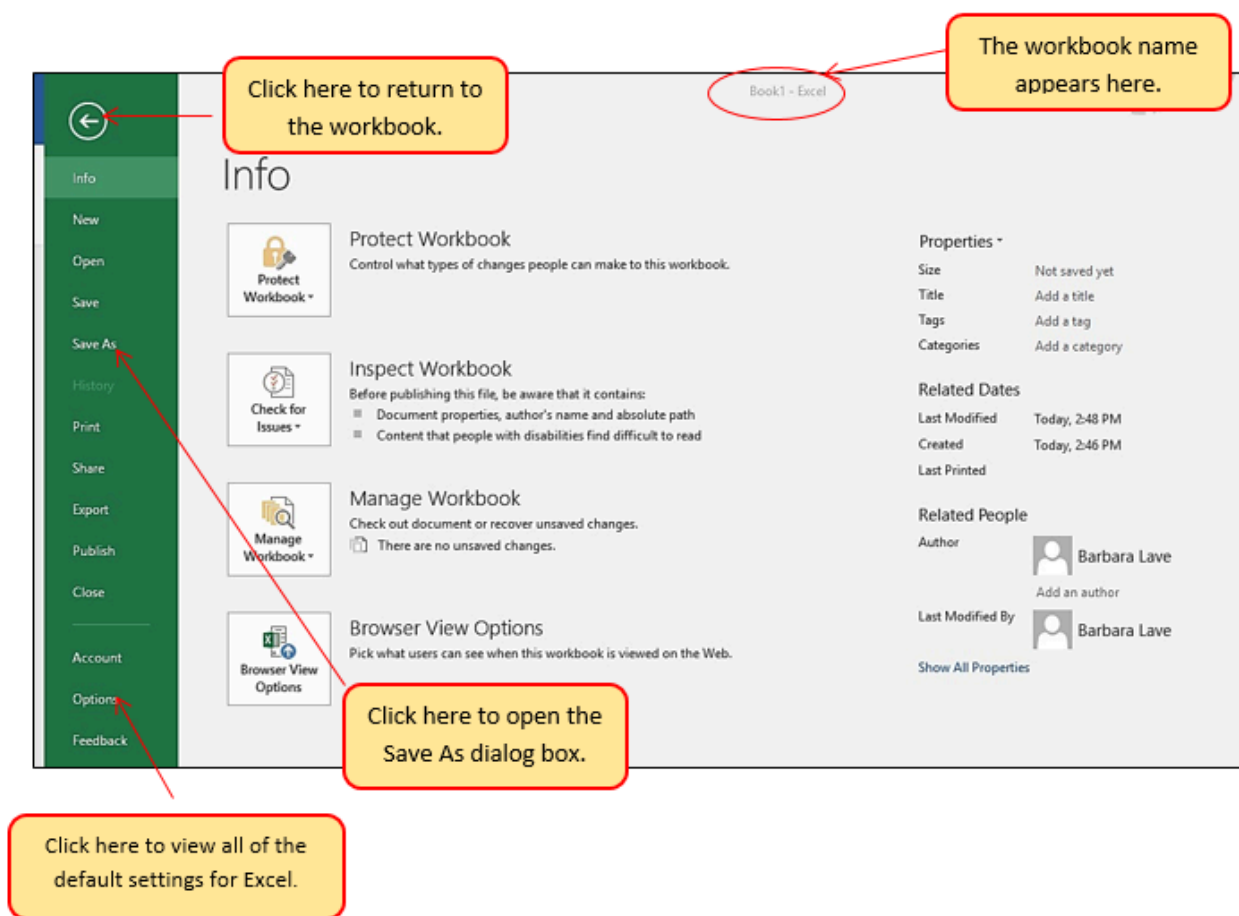 The workbook name
appears here.
Click here to return to
the workbook.
Book1 - Excel
Info
New
Open
Save
Save As
History
Print
Share
Export
Publish
Close
Account
Options
Feedback
Info
Protect
Workbook
Protect Workbook
Control what types of changes people can make to this workbook.
Check for
Issues
Inspect Workbook
Before publishing this file, be aware that it contains:
Document properties, author's name and absolute path
Content that people with disabilities find difficult to read
Manage
Workbook
Manage Workbook
Check out document or recover unsaved changes.
There are no unsaved changes.
Browser View
Options
Browser View Options
Pick what users can see when this workbook is viewed on the Web.
Properties
Size Not saved yet
Title Add a title
Tags Add a tag
Categories Add a category
Related Dates
Last Modified Today, 2:48 PM
Created Today, 2:46 PM
Last Printed
Related People
Author Barbara Lave
Add an author
Last Modified By Barbara Lave
Show All Properties
Click here to open the
Save As dialog box.
Click here to view all of the
default settings for Excel.